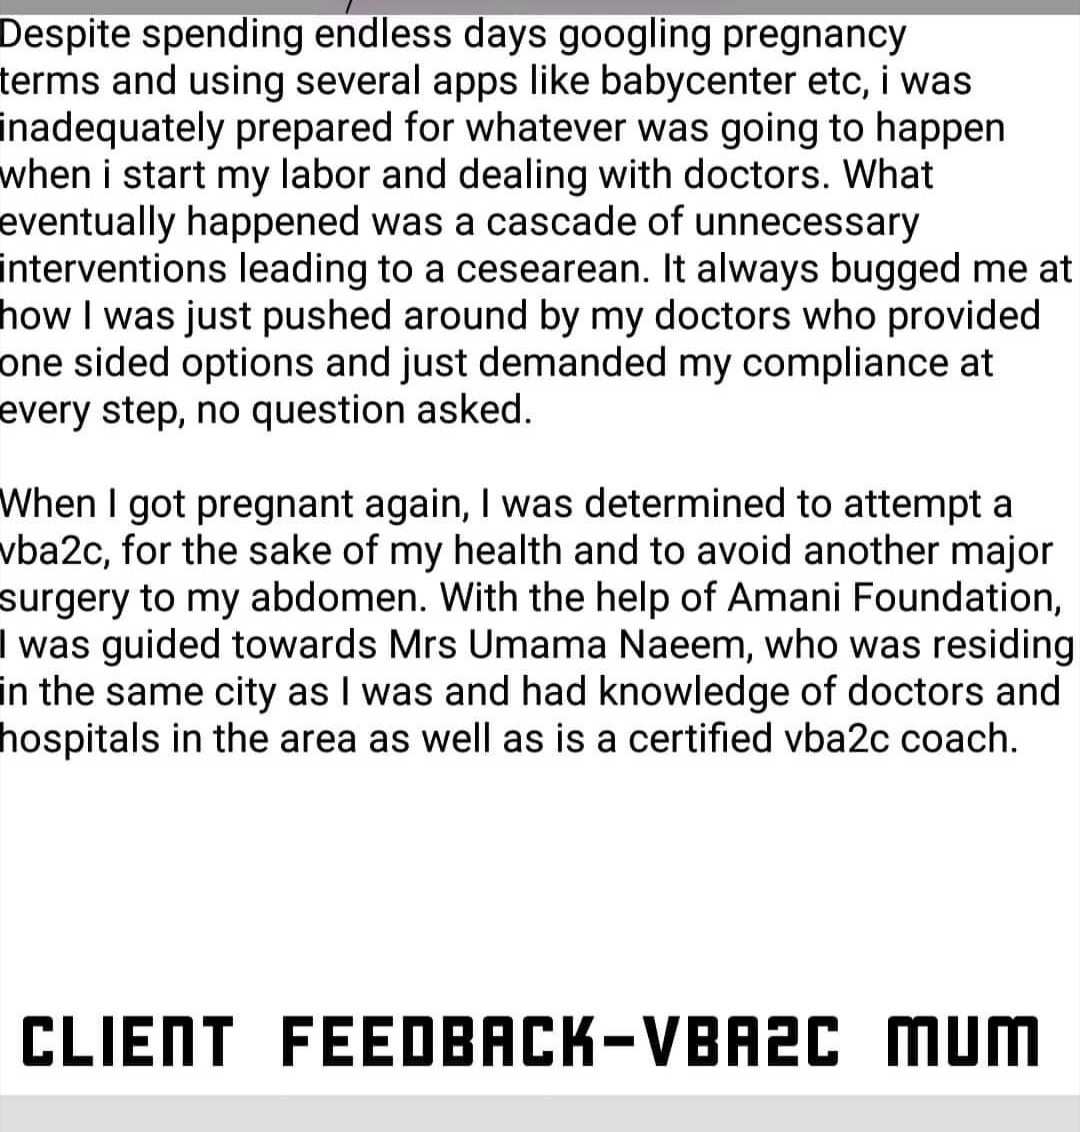 Despite spending endless days googling pregnancy
terms and using several apps like babycenter etc, i was
inadequately prepared for whatever was going to happen
when i start my labor and dealing with doctors. What
eventually happened was a cascade of unnecessary
interventions leading to a cesearean. It always bugged me at
how I was just pushed around by my doctors who provided
one sided options and just demanded my compliance at
every step, no question asked.
When I got pregnant again, I was determined to attempt a
vba2c, for the sake of my health and to avoid another major
surgery to my abdomen. With the help of Amani Foundation,
I was guided towards Mrs Umama Naeem, who was residing
in the same city as I was and had knowledge of doctors and
hospitals in the area as well as is a certified vba2c coach.
CLIENT FEEDBACK-VBA2C MUM